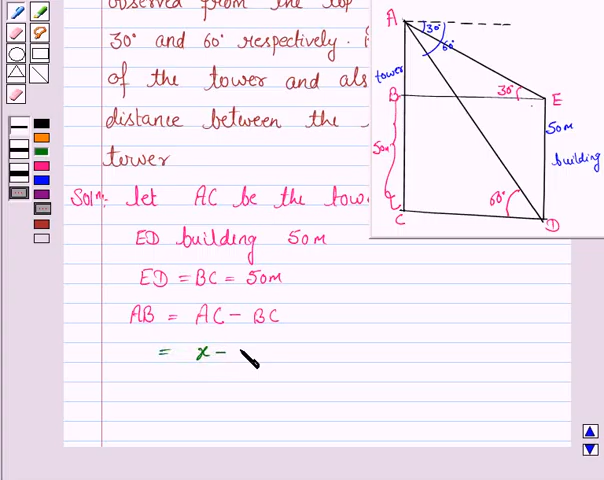 observed from the top
30° and 60° respectively.
of the tower and als
distance between the
tower
Solⁿ: let AC be the tow
ED building 50m
ED = BC = 50m
AB = AC - BC
= x -
A
30°
60°
tower
B
30°
E
50m
50m
building
60°
C
D